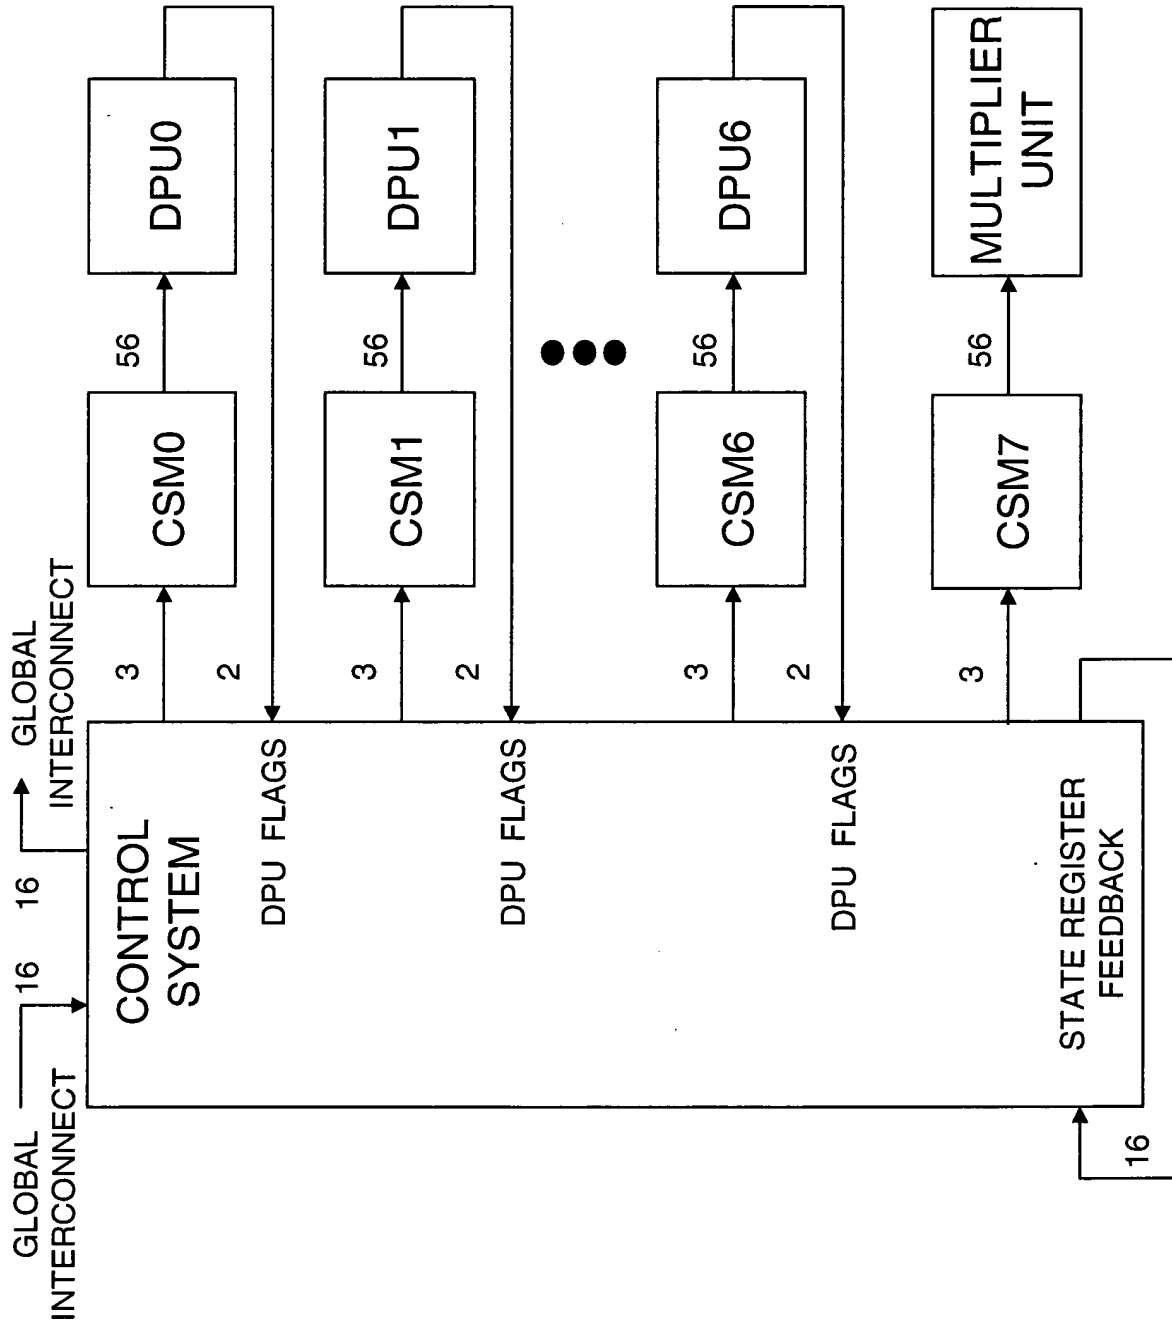 GLOBAL
INTERCONNECT
16
16
GLOBAL
INTERCONNECT
CONTROL
SYSTEM
3
CSM0
56
DPU0
2
DPU FLAGS
3
CSM1
56
DPU1
2
DPU FLAGS
3
CSM6
56
DPU6
2
DPU FLAGS
3
CSM7
56
MULTIPLIER
UNIT
STATE REGISTER
FEEDBACK
16